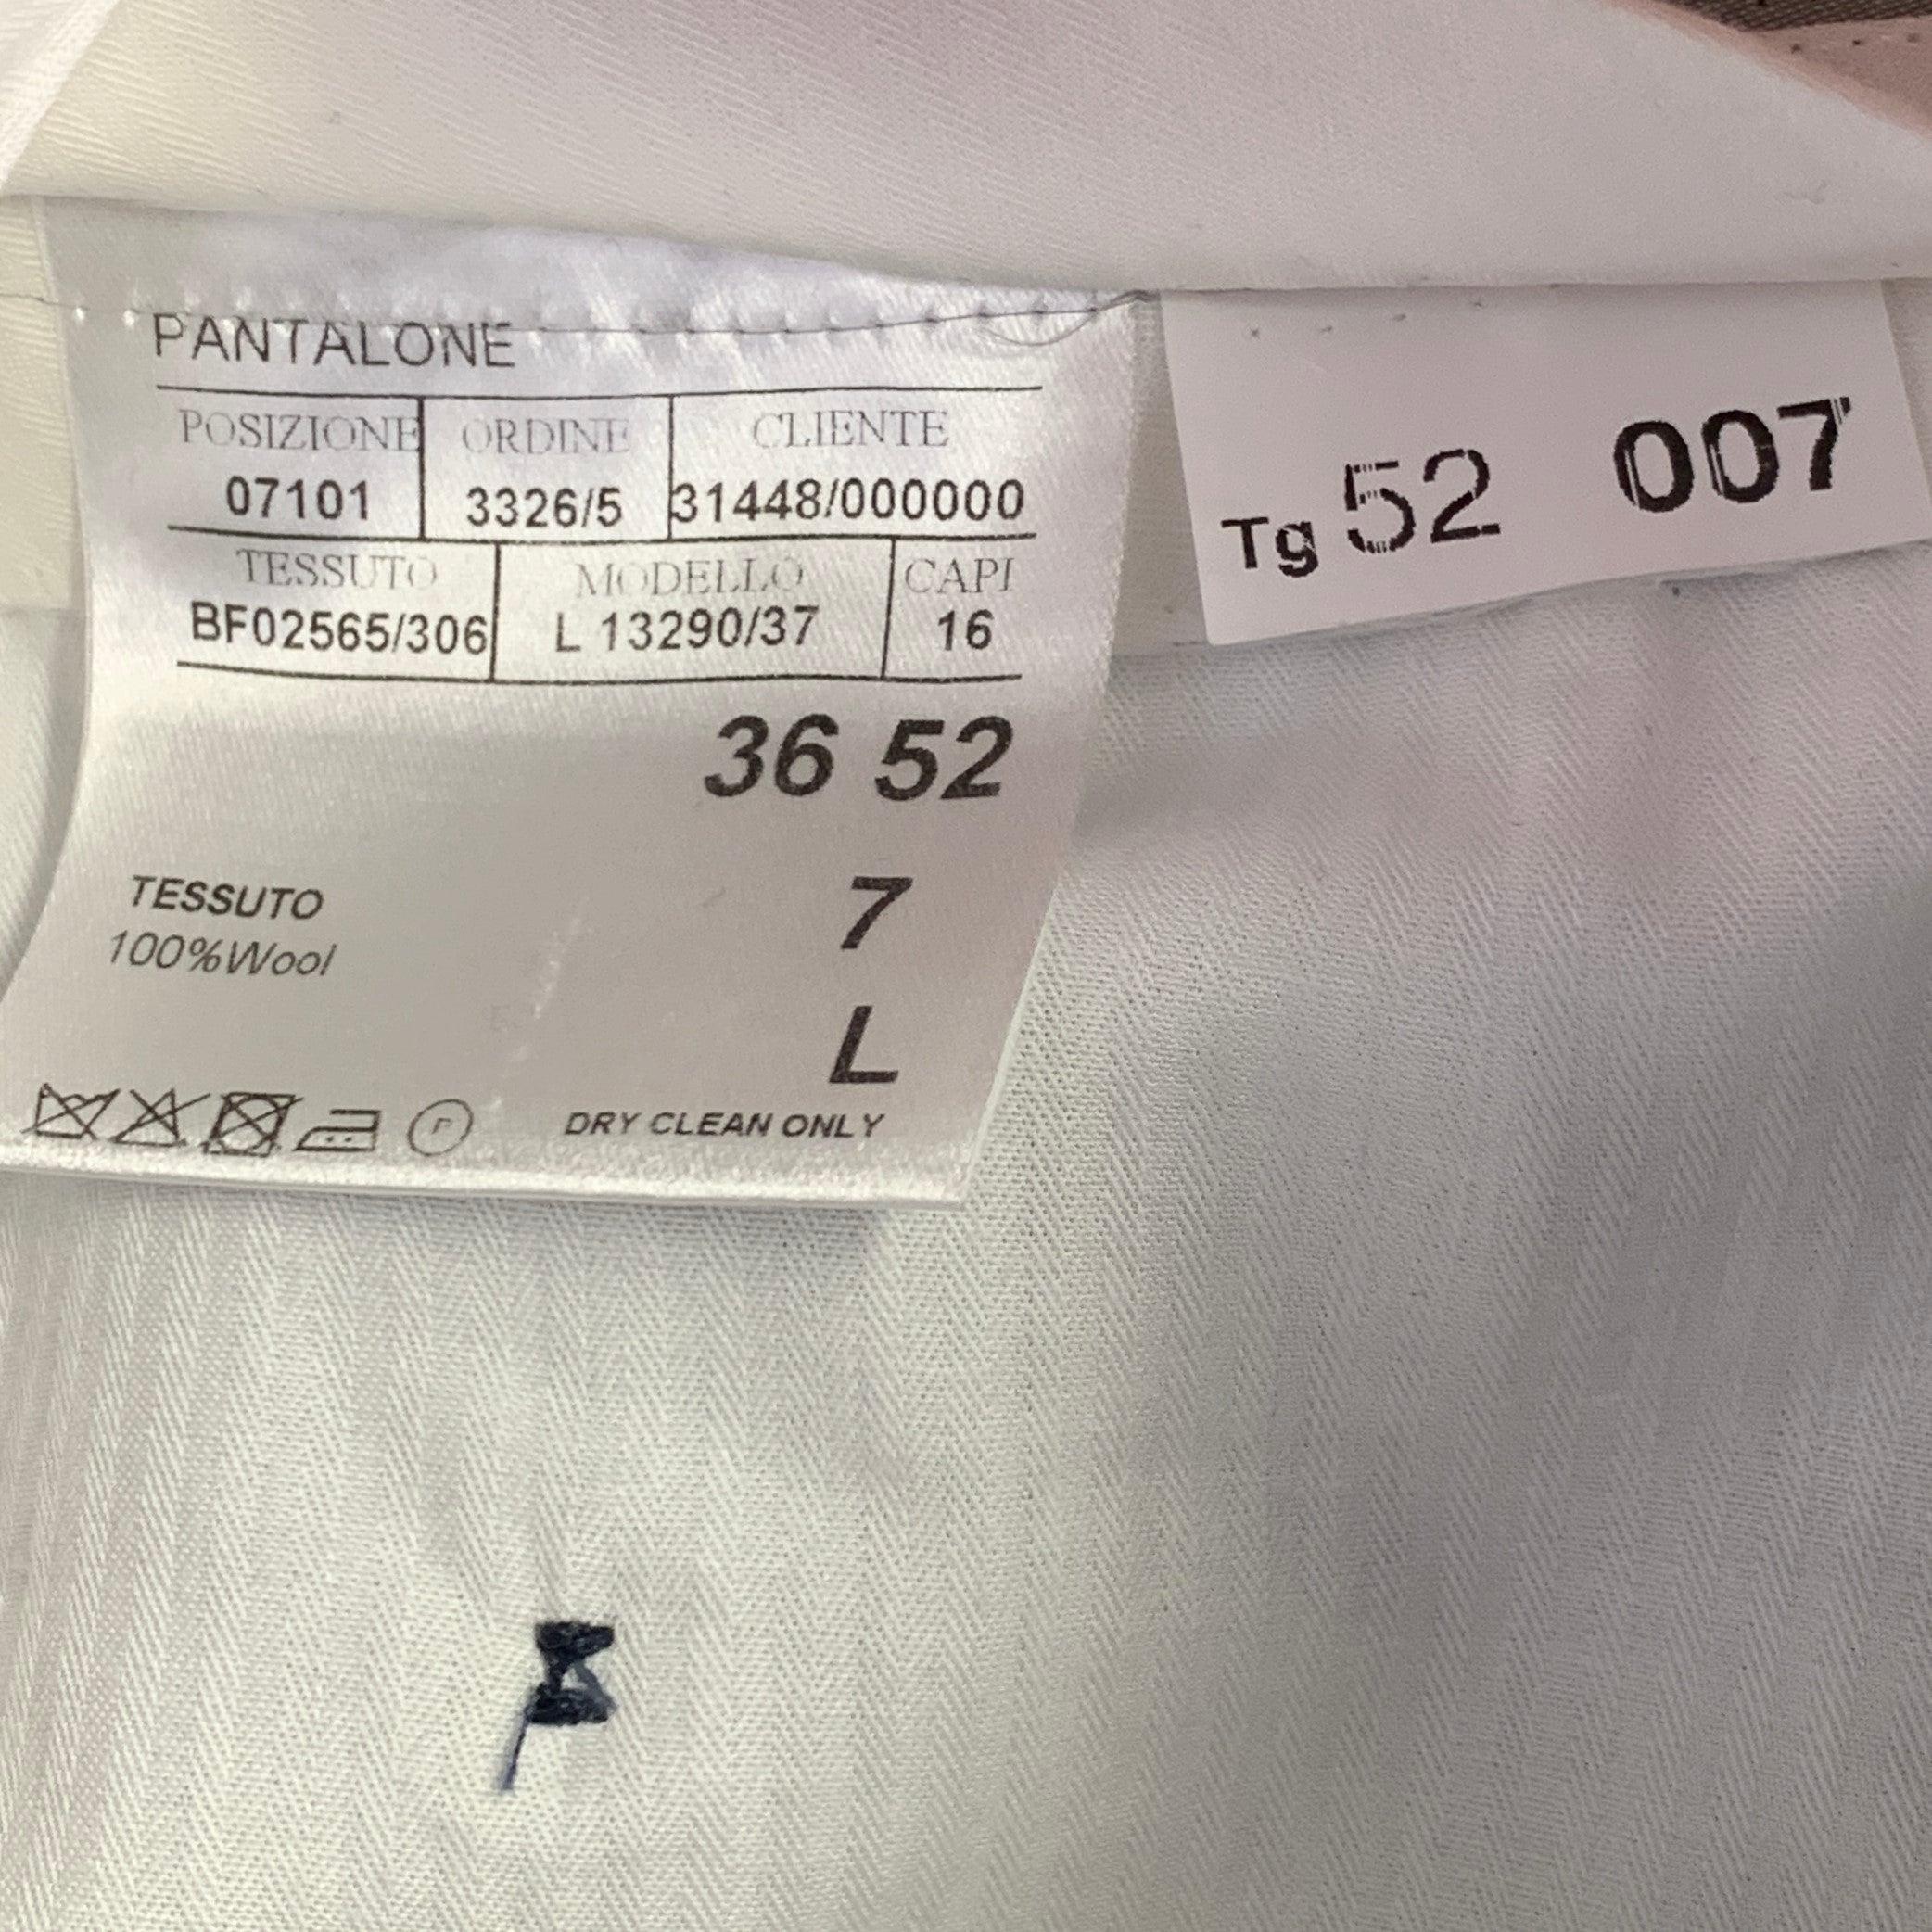 PANTALONE
POSIZIONE ORDINE CLIENTE
07101 3326/5 31448/000000
TESSUTO MODELLO CAPI
BF02565/306 L 13290/37 16
36 52
TESSUTO 7
100%Wool
L
P DRY CLEAN ONLY
Tg 52 007